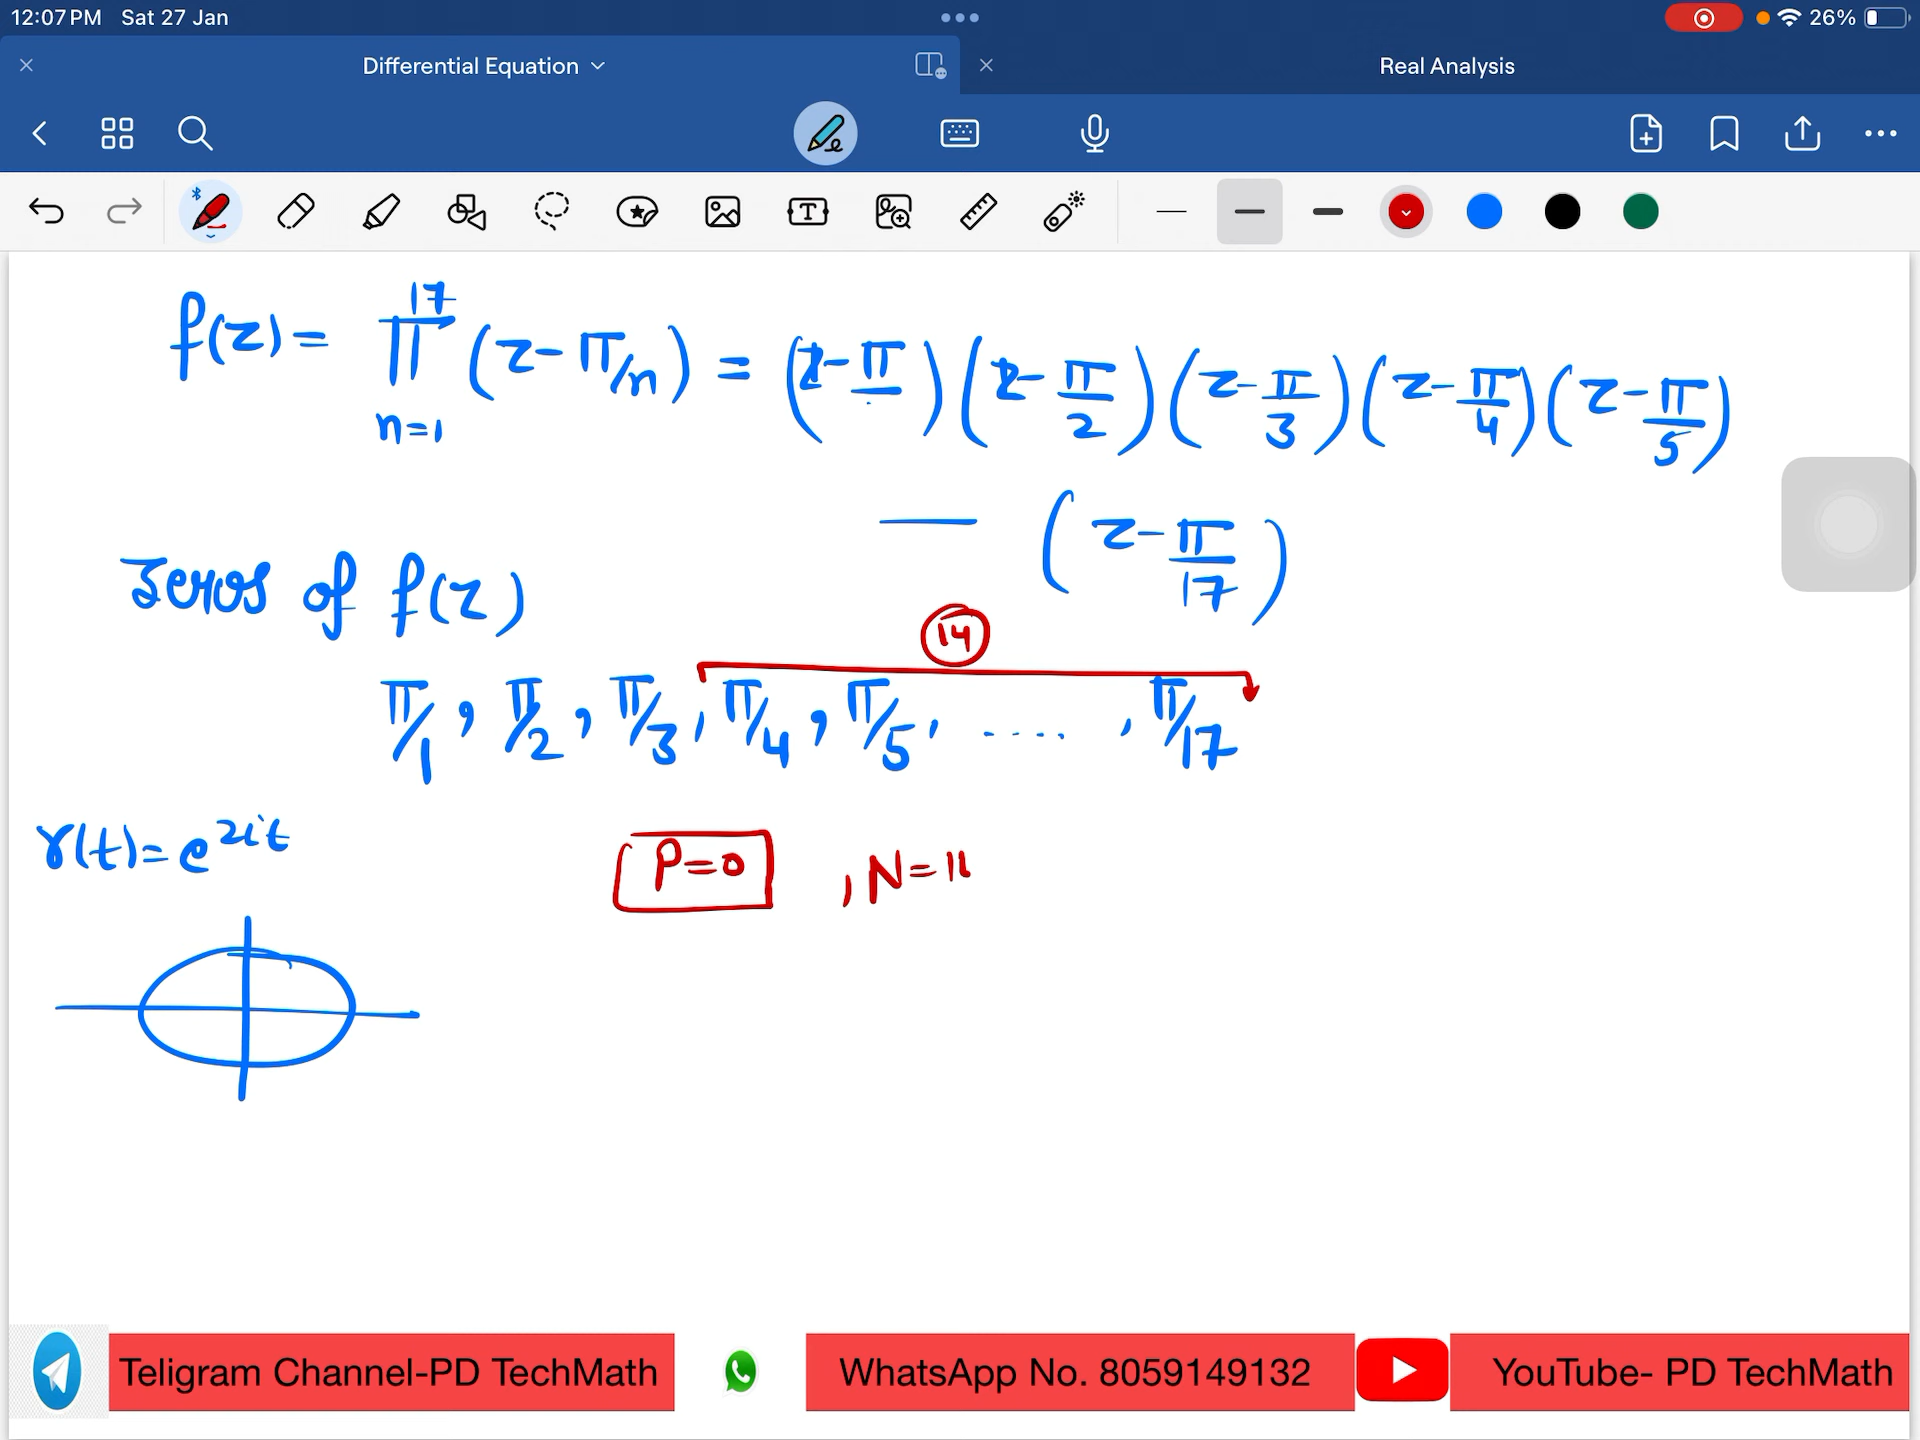 12:07 PM Sat 27 Jan 26%
Differential Equation Real Analysis
f(z) = 17 ∏ n=1 (z-π/n) = (z-π/ )(z-π/2)(z-π/3)(z-π/4)(z-π/5)
— (z-π/17)
Zeros of f(z)
14
π/1, π/2, π/3, π/4, π/5, ...., π/17
γ(t)=e^2it
P=0 , N=11
Teligram Channel-PD TechMath WhatsApp No. 8059149132 YouTube- PD TechMath